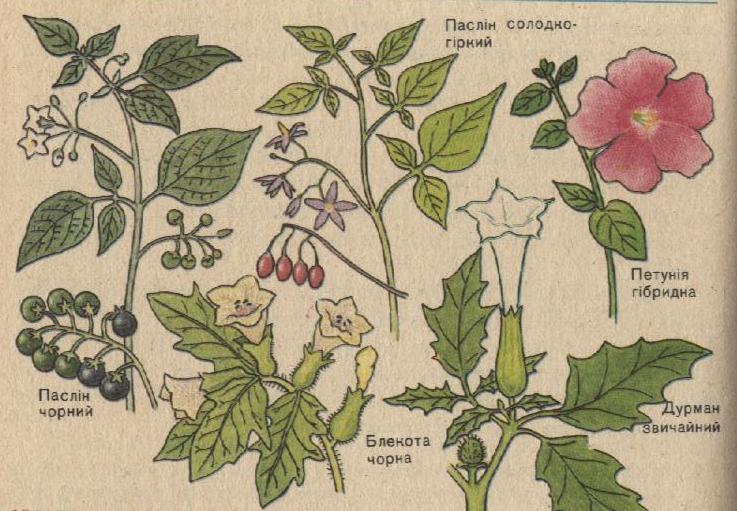 Паслін солодко-
гіркий
Петунія
гібридна
Паслін
чорний
Блекота
чорна
Дурман
звичайний